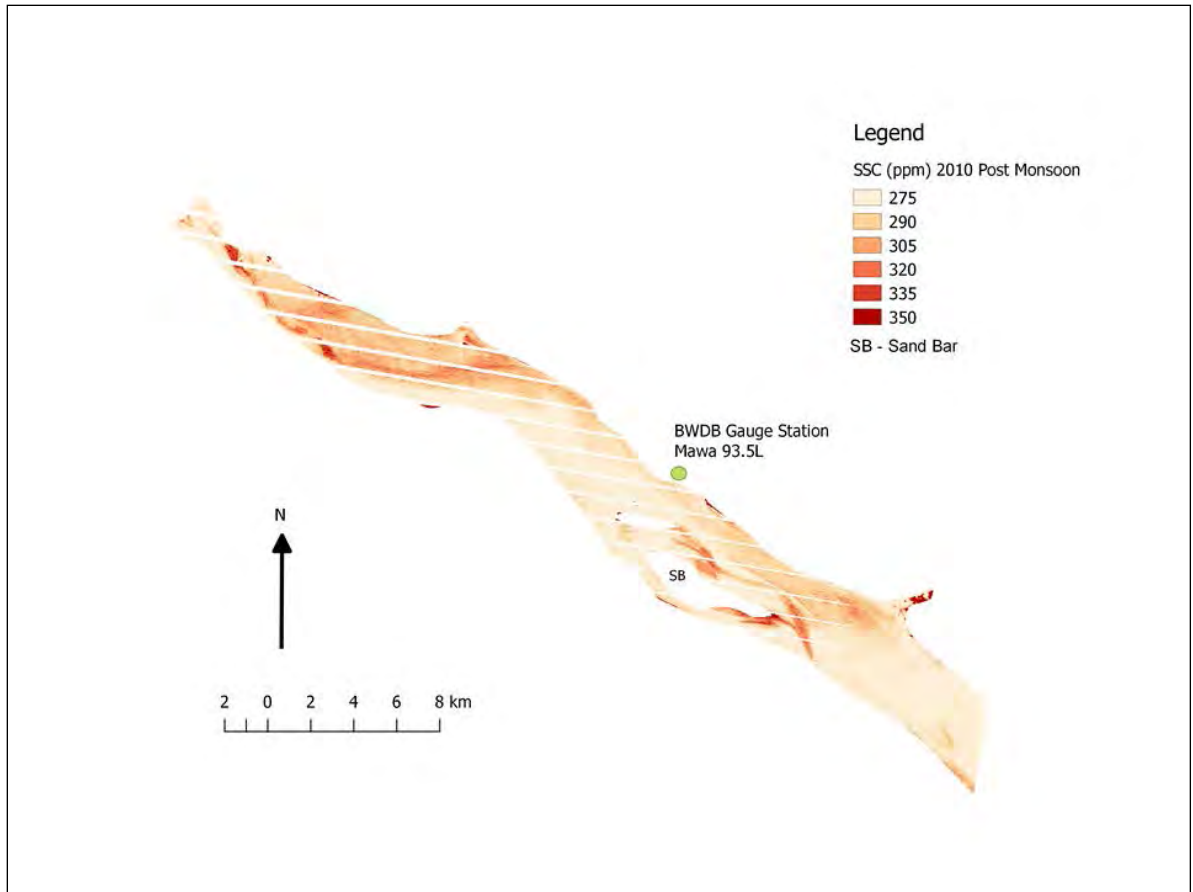 Legend
SSC (ppm) 2010 Post Monsoon
275
290
305
320
335
350
SB - Sand Bar
BWDB Gauge Station
Mawa 93.5L
N
SB
2 0 2 4 6 8 km